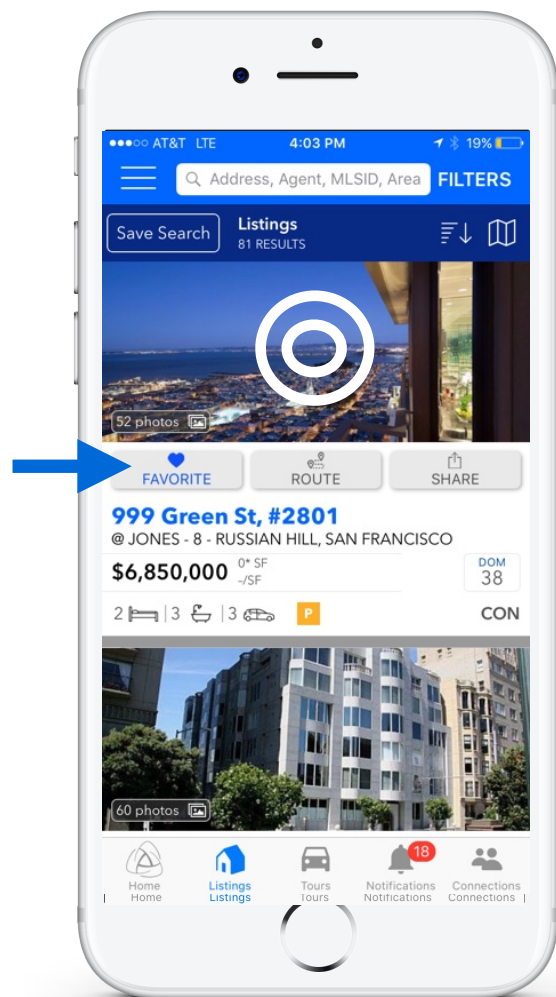 AT&T LTE 4:03 PM 19%
Address, Agent, MLSID, Area FILTERS
Save Search
Listings
81 RESULTS
52 photos
FAVORITE ROUTE SHARE
999 Green St, #2801
@ JONES - 8 - RUSSIAN HILL, SAN FRANCISCO
$6,850,000 0* SF
-/SF
DOM
38
2 3 3 P CON
60 photos
18
Home Listings Tours Notifications Connections
Home Listings Tours Notifications Connections